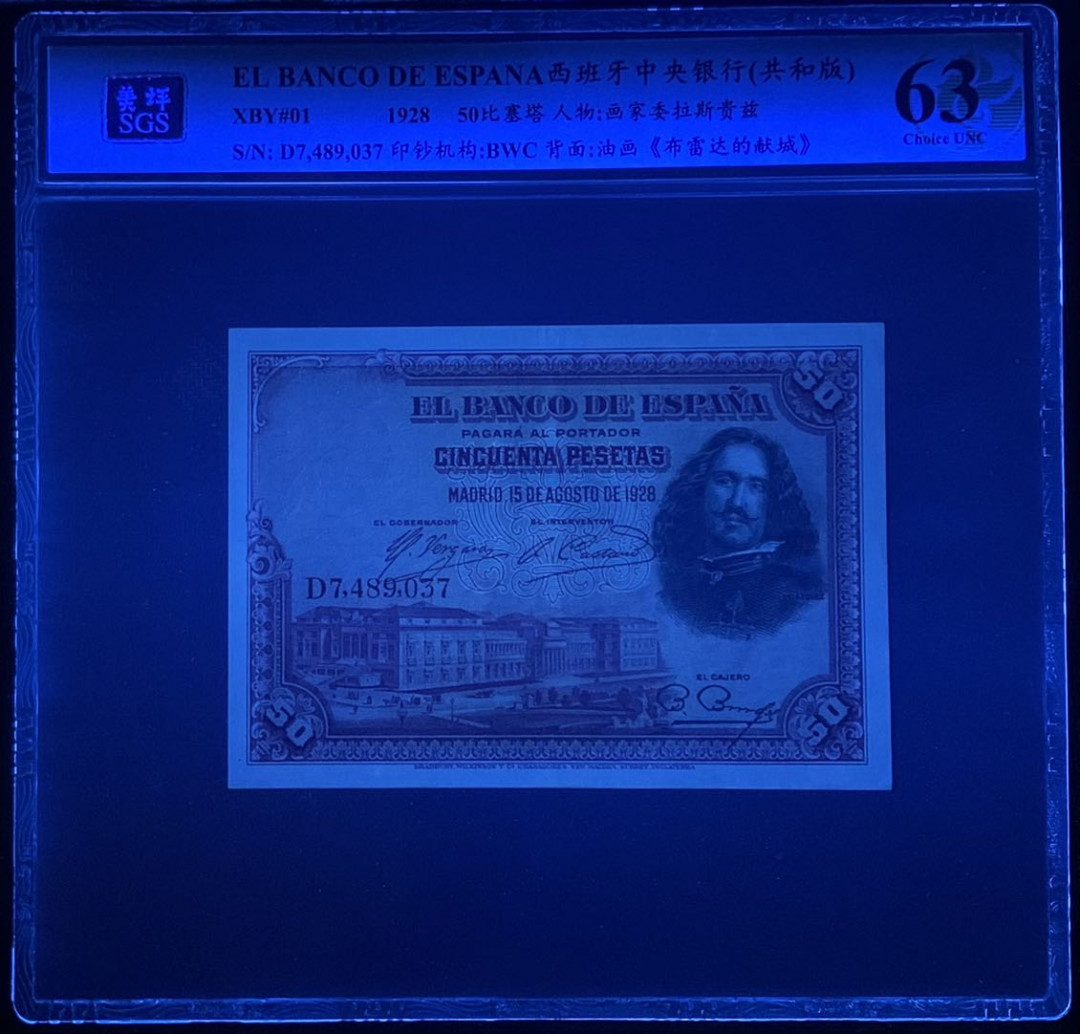 EL BANCO DE ESPANA西班牙中央银行(共和版)
美评
SGS
XBY#01 1928 50比塞塔 人物:画家委拉斯贵兹
S/N: D7,489,037 印钞机构:BWC 背面:油画《布雷达的献城》
63
Choice UNC
50
EL BANCO DE ESPAÑA
PAGARÁ AL PORTADOR
CINCUENTA PESETAS
MADRID, 15 DE AGOSTO DE 1928
EL GOBERNADOR EL INTERVENTOR
D7,489,037
EL CAJERO
50 50